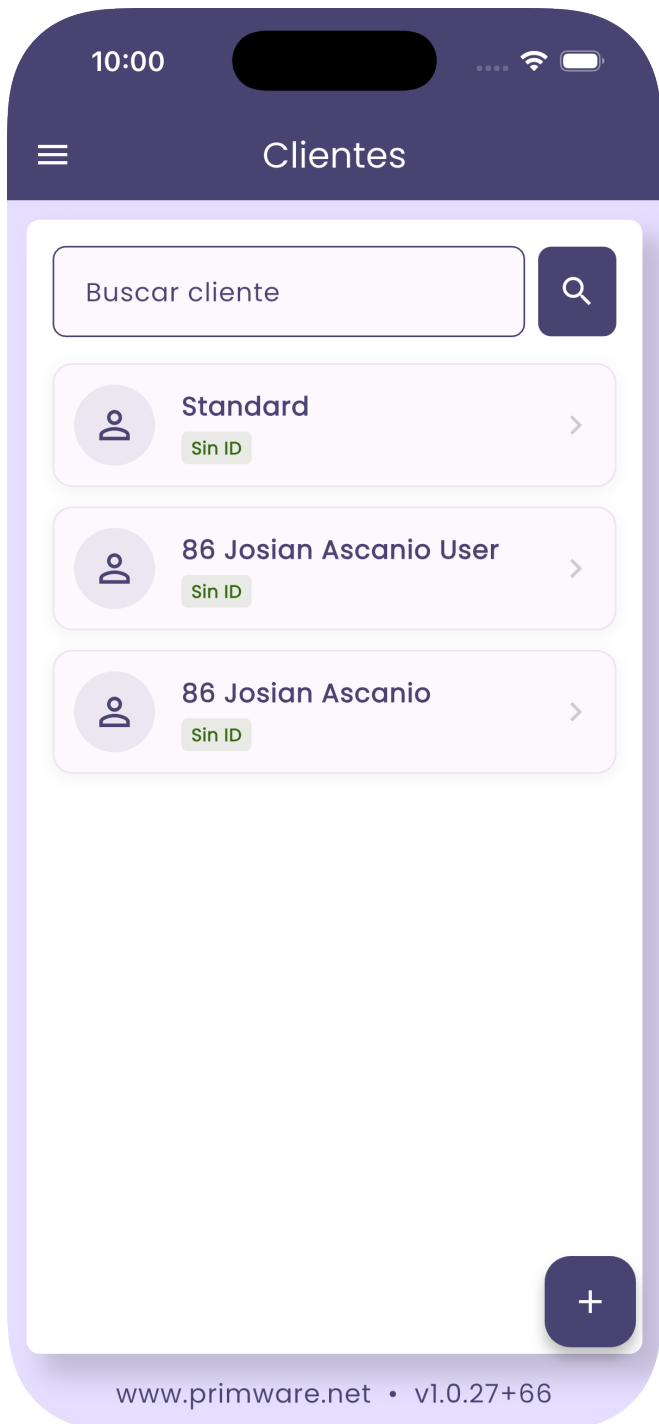 10:00
Clientes
Buscar cliente
Standard
Sin ID
86 Josian Ascanio User
Sin ID
86 Josian Ascanio
Sin ID
www.primware.net • v1.0.27+66